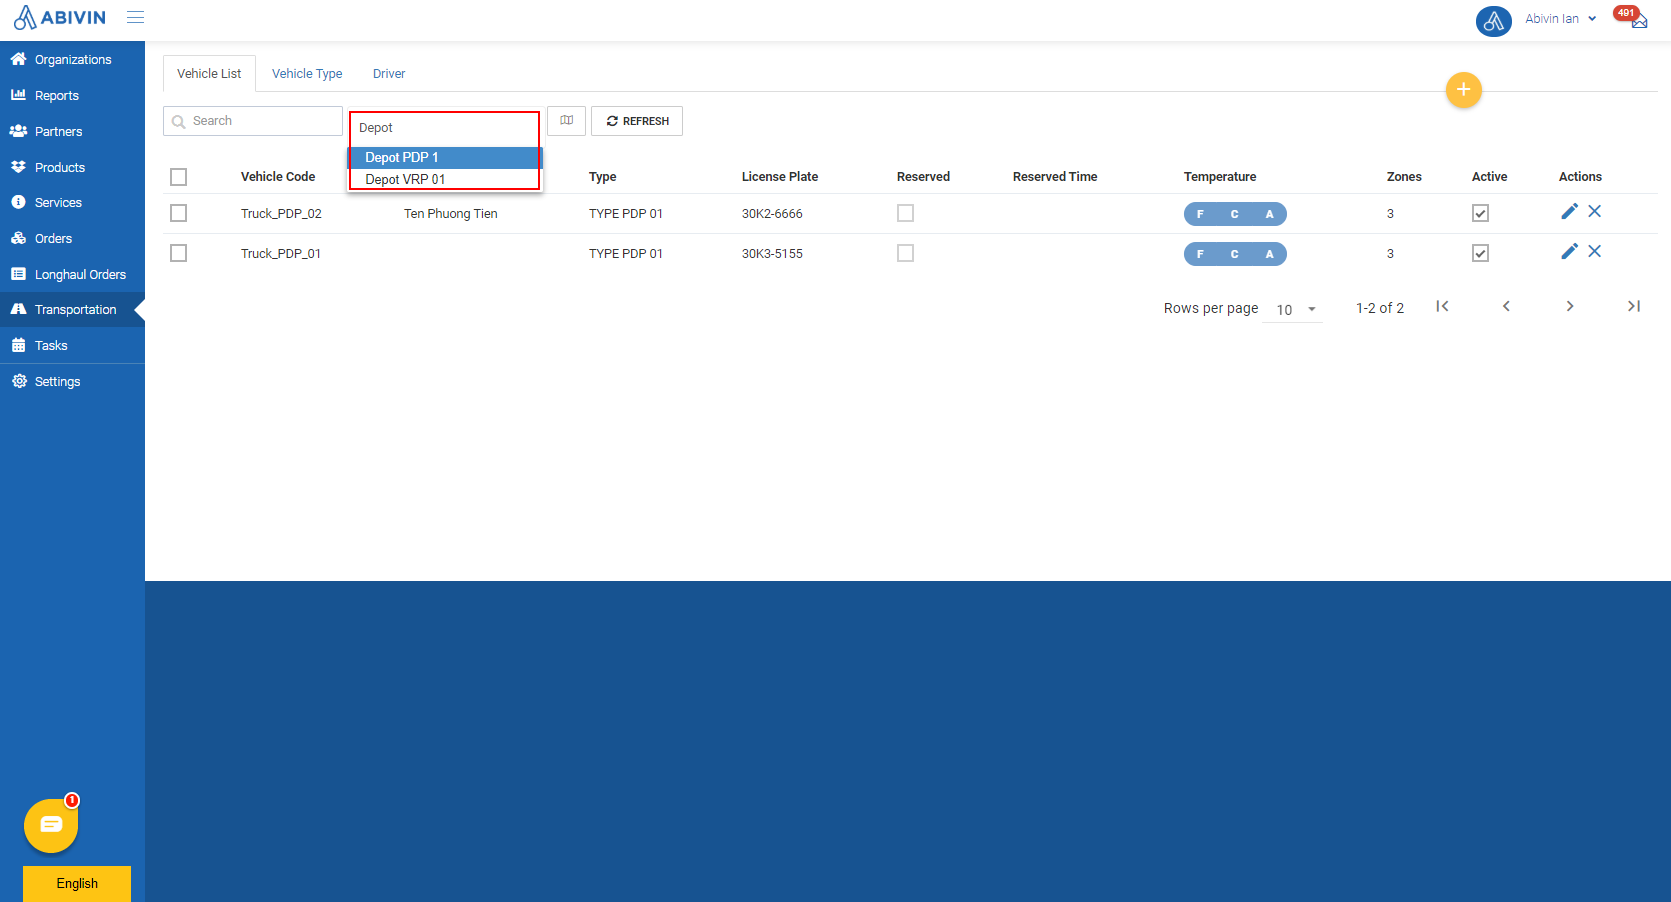 ABIVIN
Abivin Ian
491
Organizations
Reports
Partners
Products
Services
Orders
Longhaul Orders
Transportation
Tasks
Settings
1
English
Vehicle List Vehicle Type Driver
+
Search
Depot
REFRESH
Depot PDP 1
Depot VRP 01
Vehicle Code Type License Plate Reserved Reserved Time Temperature Zones Active Actions
Truck_PDP_02 Ten Phuong Tien TYPE PDP 01 30K2-6666 F C A 3
Truck_PDP_01 TYPE PDP 01 30K3-5155 F C A 3
Rows per page 10 1-2 of 2